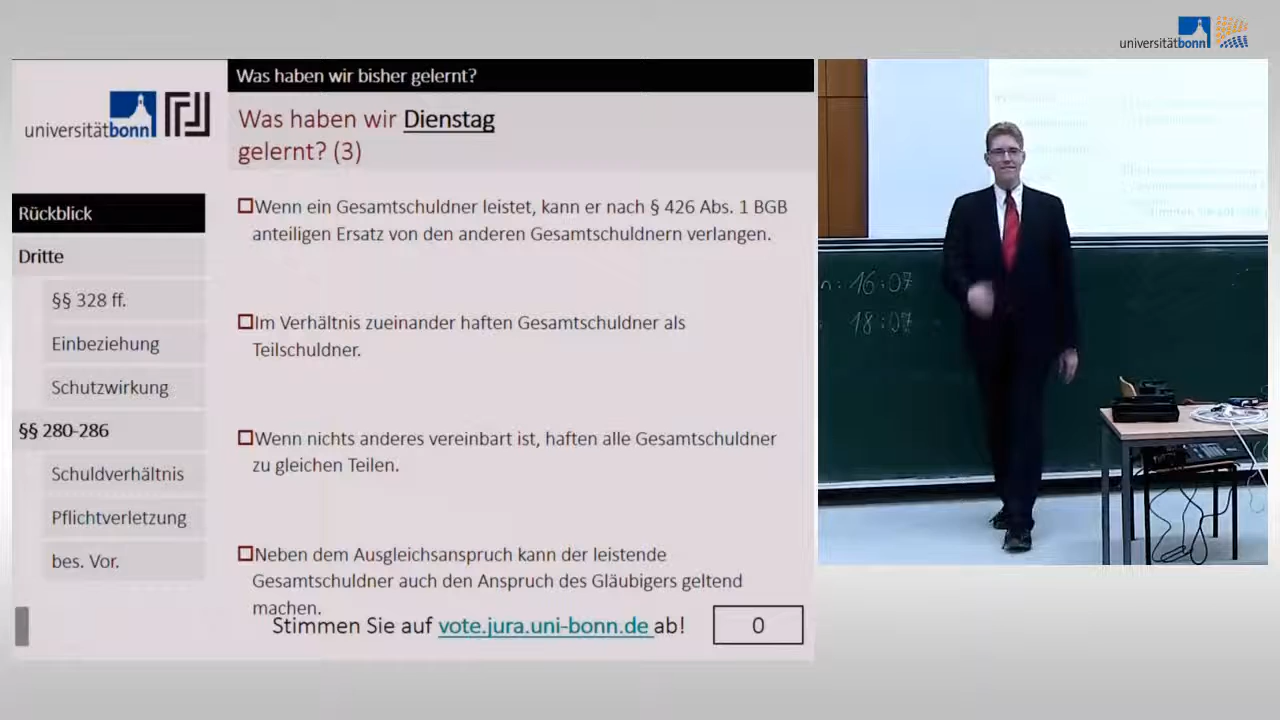 universitätbonn
Was haben wir bisher gelernt?
universitätbonn
Was haben wir Dienstag
gelernt? (3)
Rückblick
Dritte
§§ 328 ff.
Einbeziehung
Schutzwirkung
§§ 280-286
Schuldverhältnis
Pflichtverletzung
bes. Vor.
Wenn ein Gesamtschuldner leistet, kann er nach § 426 Abs. 1 BGB
anteiligen Ersatz von den anderen Gesamtschuldnern verlangen.
Im Verhältnis zueinander haften Gesamtschuldner als
Teilschuldner.
Wenn nichts anderes vereinbart ist, haften alle Gesamtschuldner
zu gleichen Teilen.
Neben dem Ausgleichsanspruch kann der leistende
Gesamtschuldner auch den Anspruch des Gläubigers geltend
machen.
Stimmen Sie auf vote.jura.uni-bonn.de ab!
0
n: 16:07
: 18:07